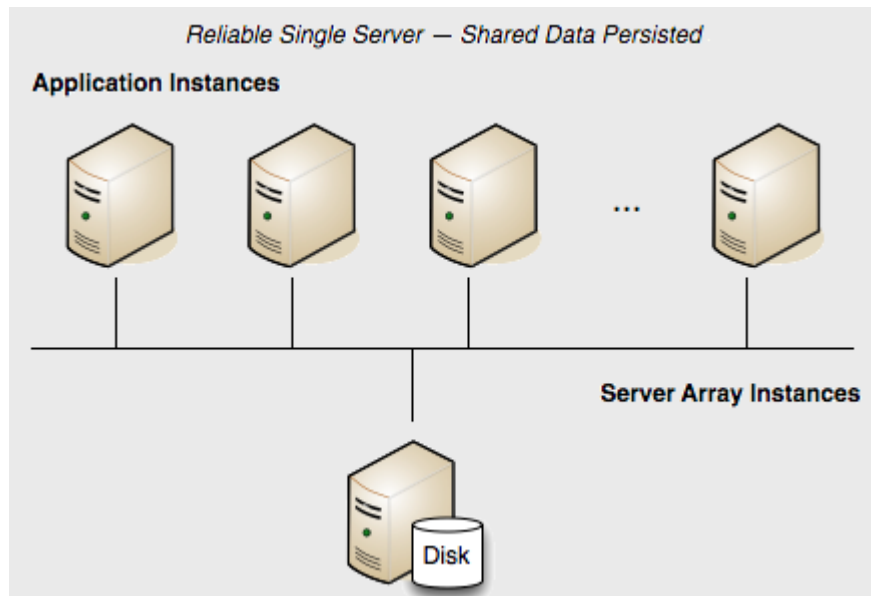 Reliable Single Server — Shared Data Persisted
Application Instances
...
Server Array Instances
Disk